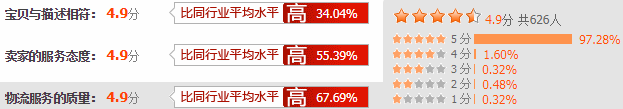 宝贝与描述相符: 4.9分 比同行业平均水平 高 34.04%
卖家的服务态度: 4.9分 比同行业平均水平 高 55.39%
物流服务的质量: 4.9分 比同行业平均水平 高 67.69%
4.9分 共626人
5 分 97.28%
4 分 1.60%
3 分 0.32%
2 分 0.48%
1 分 0.32%